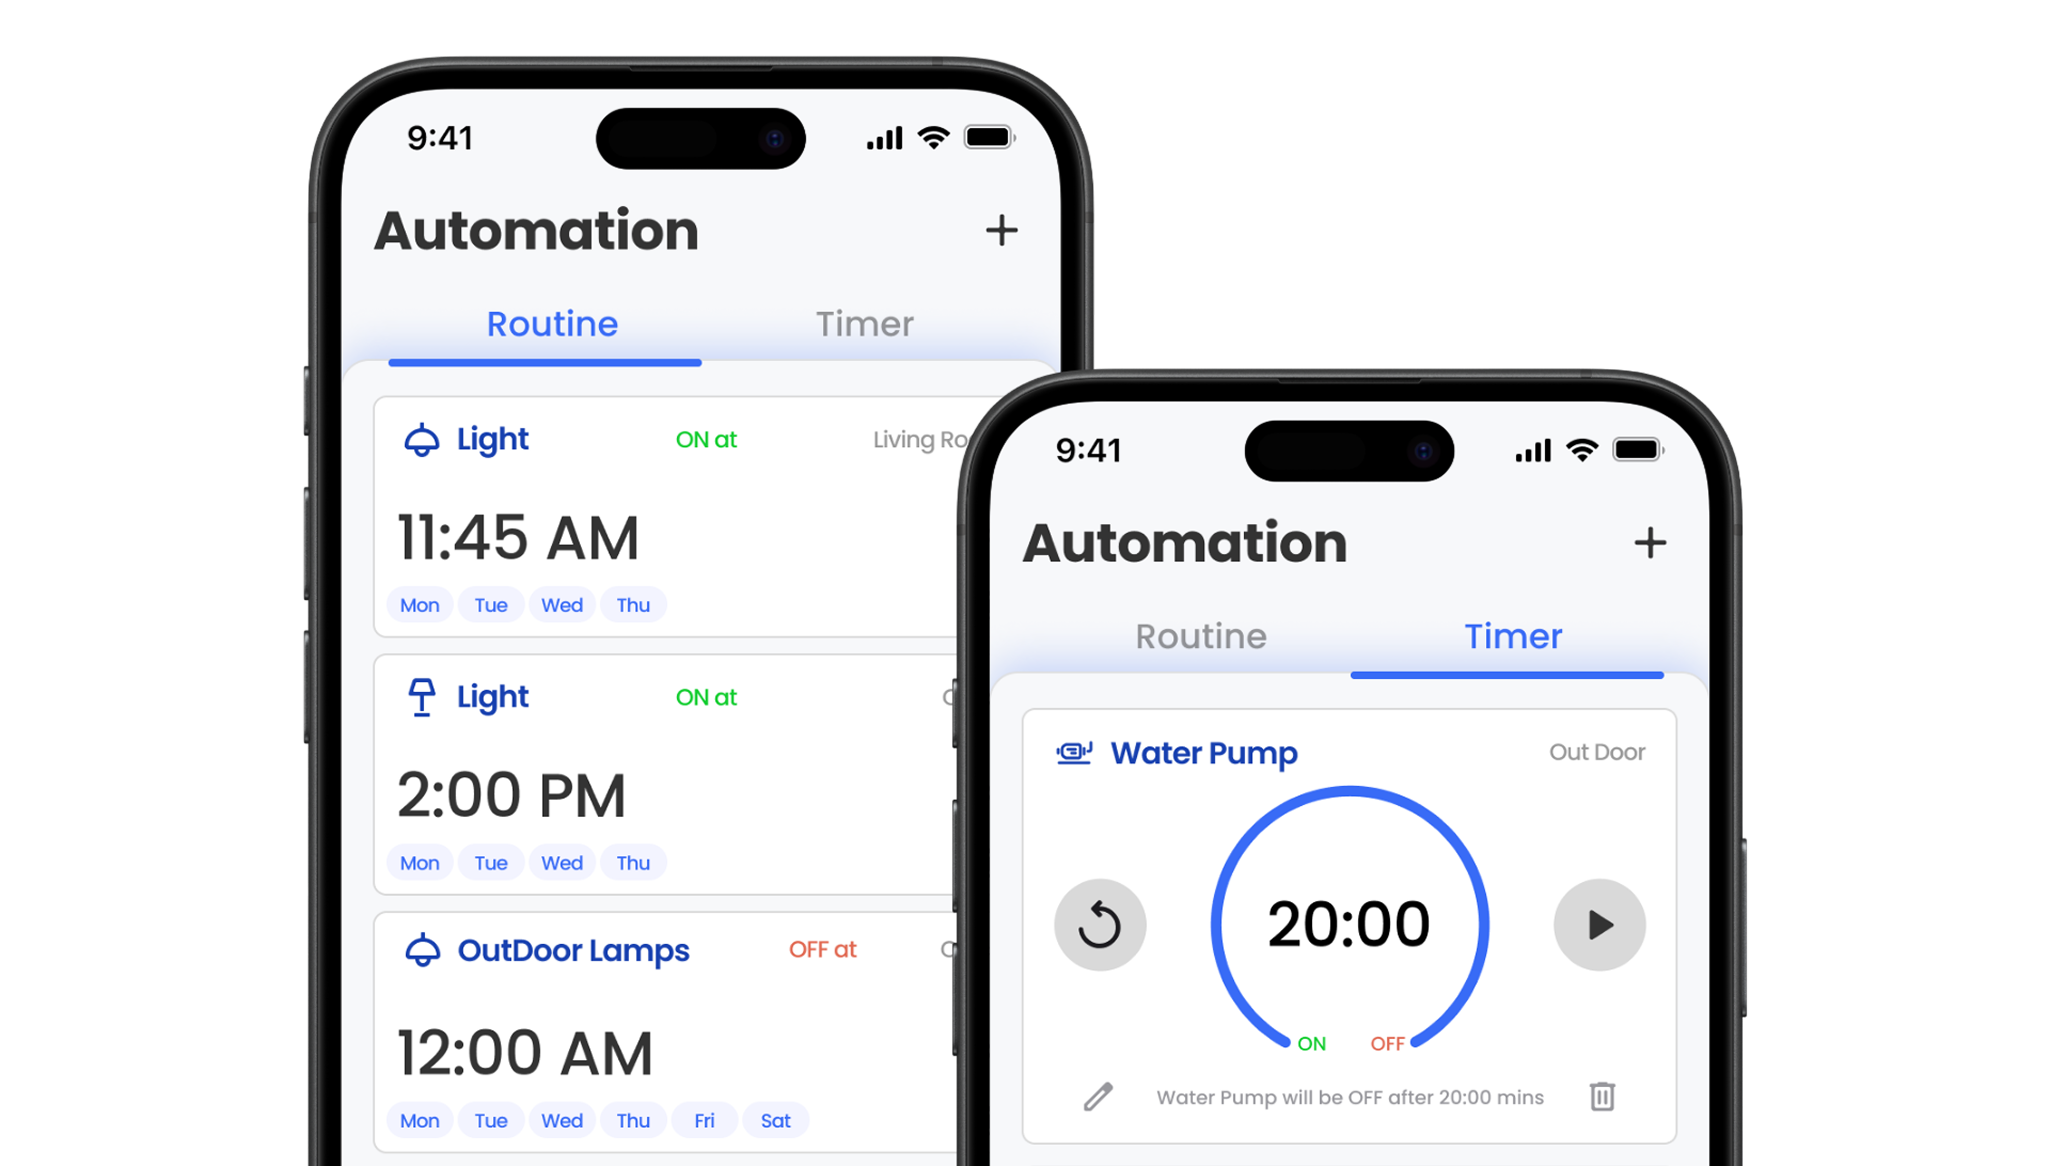 9:41
Automation
Routine Timer
Light ON at Living
11:45 AM
Mon Tue Wed Thu
Light ON at
2:00 PM
Mon Tue Wed Thu
OutDoor Lamps OFF at
12:00 AM
Mon Tue Wed Thu Fri Sat
9:41
Automation
Routine Timer
Water Pump Out Door
20:00
ON OFF
Water Pump will be OFF after 20:00 mins